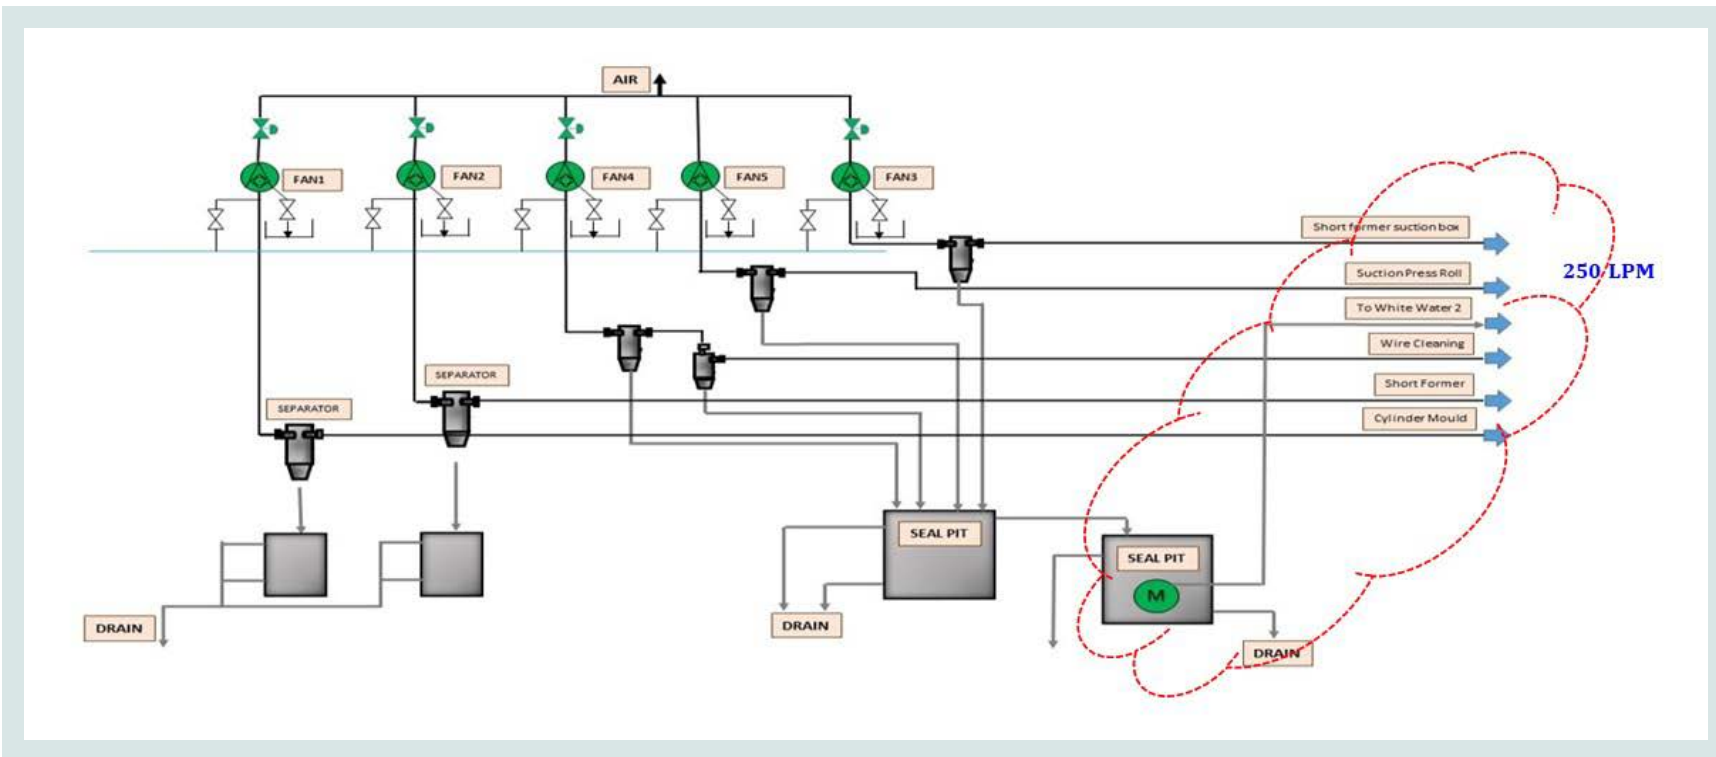 AIR
FAN1
FAN2
FAN4
FAN5
FAN3
Short former suction box
Suction Press Roll
250 LPM
To White Water 2
Wire Cleaning
SEPARATOR
Short Former
SEPARATOR
Cylinder Mould
SEAL PIT
SEAL PIT
M
DRAIN
DRAIN
DRAIN